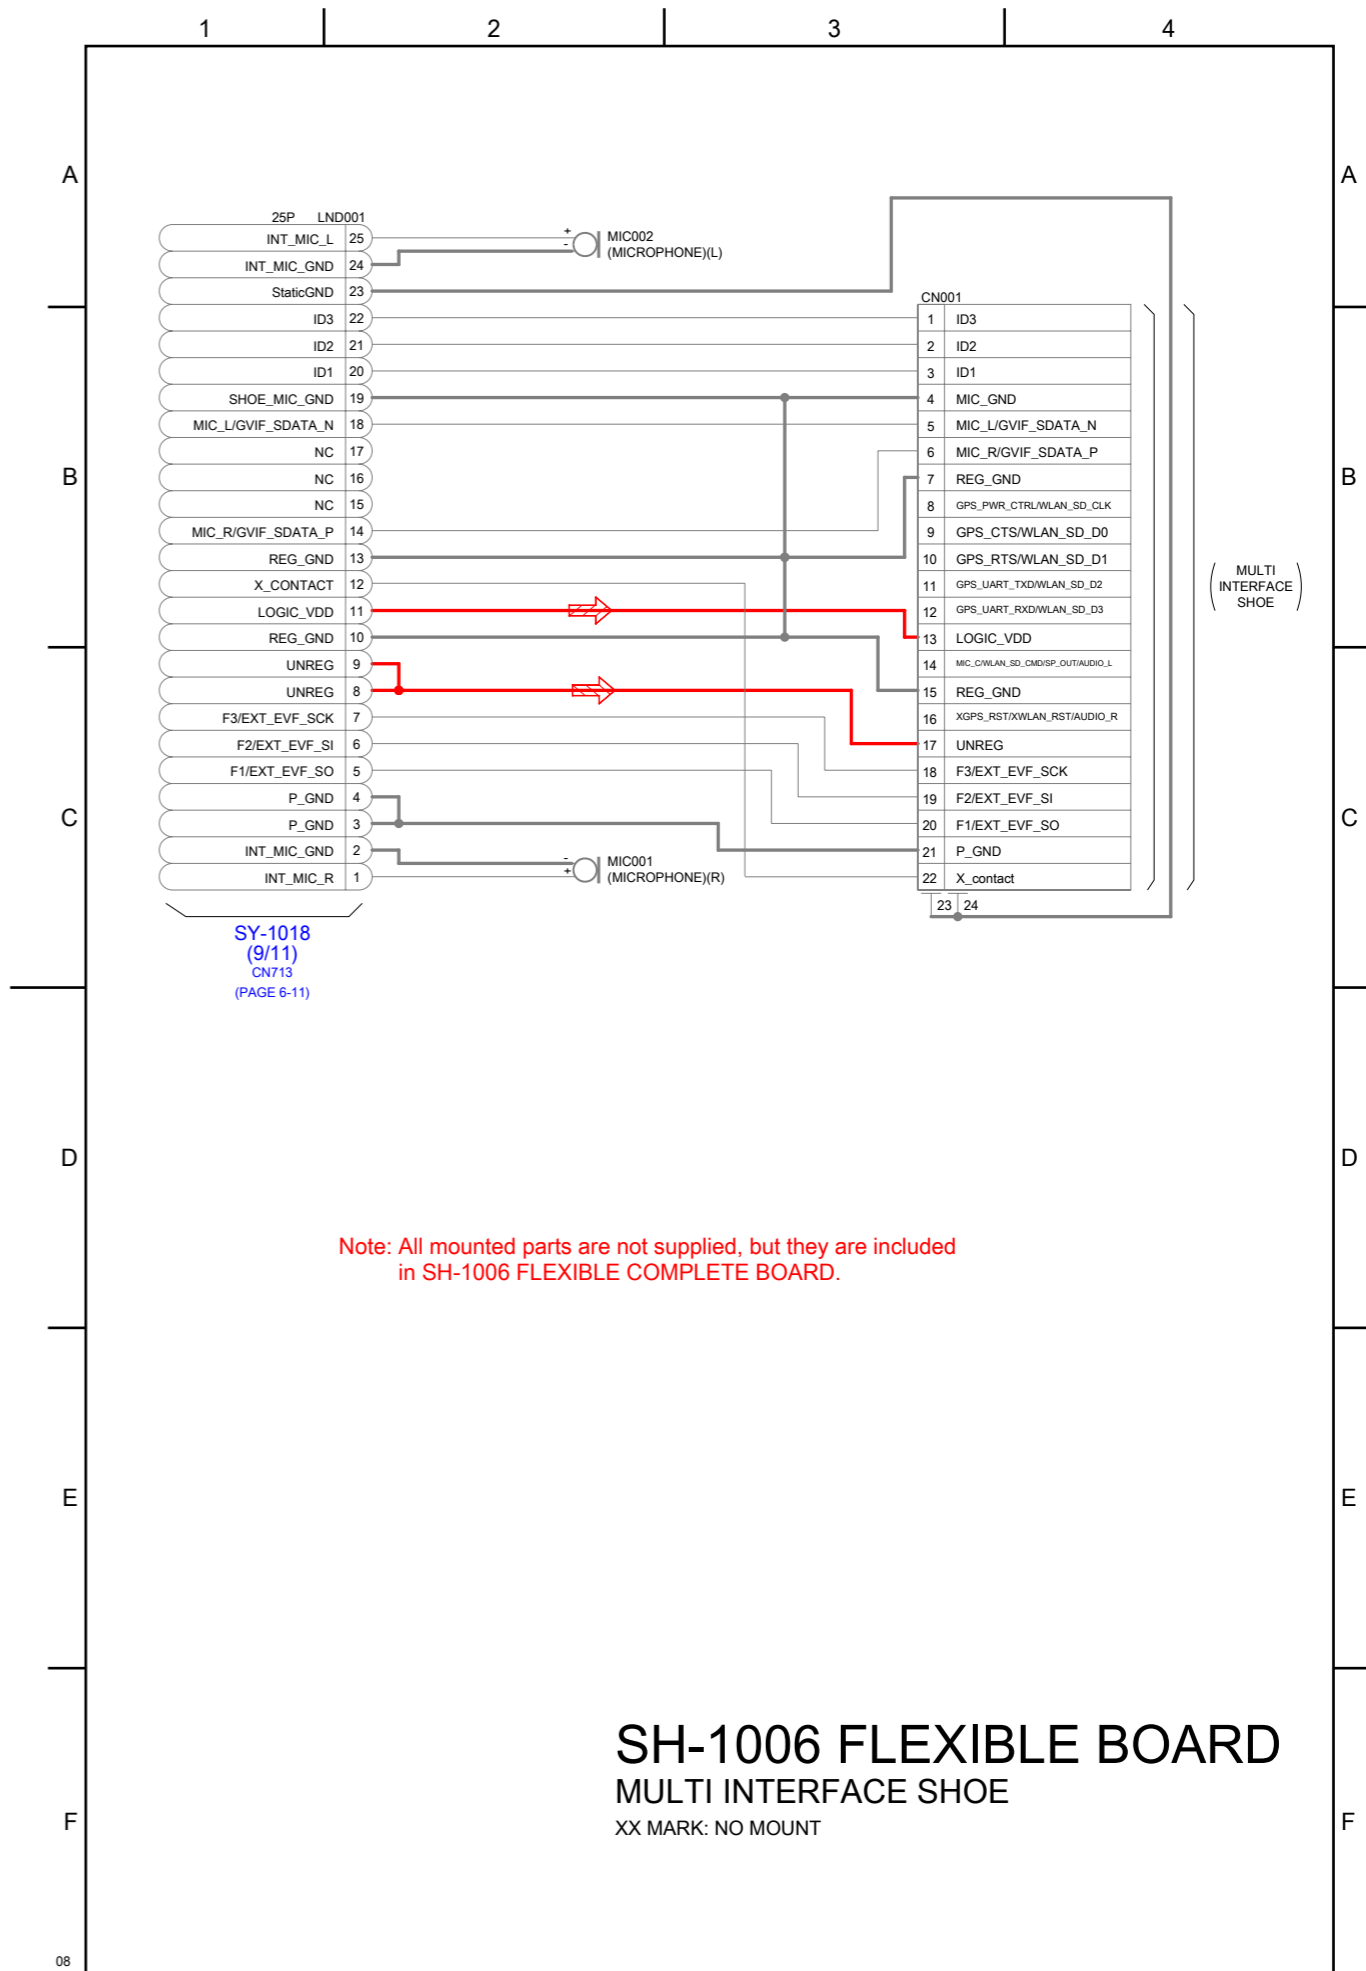 1 2 3 4
A A
25P LND001
INT_MIC_L 25
INT_MIC_GND 24
StaticGND 23
ID3 22
ID2 21
ID1 20
SHOE_MIC_GND 19
MIC_L/GVIF_SDATA_N 18
NC 17
NC 16
NC 15
MIC_R/GVIF_SDATA_P 14
REG_GND 13
X_CONTACT 12
LOGIC_VDD 11
REG_GND 10
UNREG 9
UNREG 8
F3/EXT_EVF_SCK 7
F2/EXT_EVF_SI 6
F1/EXT_EVF_SO 5
P_GND 4
P_GND 3
INT_MIC_GND 2
INT_MIC_R 1
SY-1018
(9/11)
CN713
(PAGE 6-11)
+
-
MIC002
(MICROPHONE)(L)
-
+
MIC001
(MICROPHONE)(R)
CN001
1 ID3
2 ID2
3 ID1
4 MIC_GND
5 MIC_L/GVIF_SDATA_N
6 MIC_R/GVIF_SDATA_P
7 REG_GND
8 GPS_PWR_CTRL/WLAN_SD_CLK
9 GPS_CTS/WLAN_SD_D0
10 GPS_RTS/WLAN_SD_D1
11 GPS_UART_TXD/WLAN_SD_D2
12 GPS_UART_RXD/WLAN_SD_D3
13 LOGIC_VDD
14 MIC_C/WLAN_SD_CMD/SP_OUT/AUDIO_L
15 REG_GND
16 XGPS_RST/XWLAN_RST/AUDIO_R
17 UNREG
18 F3/EXT_EVF_SCK
19 F2/EXT_EVF_SI
20 F1/EXT_EVF_SO
21 P_GND
22 X_contact
23 24
MULTI
INTERFACE
SHOE
B B
C C
D D
Note: All mounted parts are not supplied, but they are included
in SH-1006 FLEXIBLE COMPLETE BOARD.
E E
SH-1006 FLEXIBLE BOARD
MULTI INTERFACE SHOE
XX MARK: NO MOUNT
F F
08